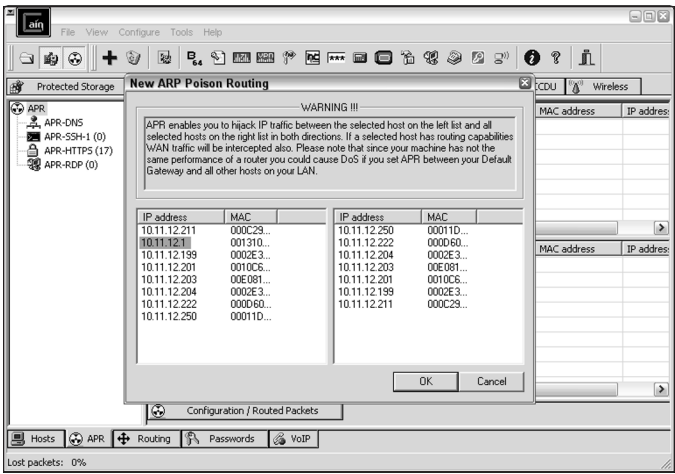 Cain
File View Configure Tools Help
B64
***
?
Protected Storage
CCDU
Wireless
APR
APR-DNS
APR-SSH-1 (0)
APR-HTTPS (17)
APR-RDP (0)
MAC address IP address
MAC address IP address
New ARP Poison Routing
WARNING !!!
APR enables you to hijack IP traffic between the selected host on the left list and all
selected hosts on the right list in both directions. If a selected host has routing capabilities
WAN traffic will be intercepted also. Please note that since your machine has not the
same performance of a router you could cause DoS if you set APR between your Default
Gateway and all other hosts on your LAN.
IP address MAC
10.11.12.211 000C29...
10.11.12.1 001310...
10.11.12.199 0002E3...
10.11.12.201 0010C6...
10.11.12.203 00E081...
10.11.12.204 0002E3...
10.11.12.222 000D60...
10.11.12.250 00011D...
IP address MAC
10.11.12.250 00011D...
10.11.12.222 000D60...
10.11.12.204 0002E3...
10.11.12.203 00E081...
10.11.12.201 0010C6...
10.11.12.199 0002E3...
10.11.12.211 000C29...
OK Cancel
Configuration / Routed Packets
Hosts APR Routing Passwords VoIP
Lost packets: 0%